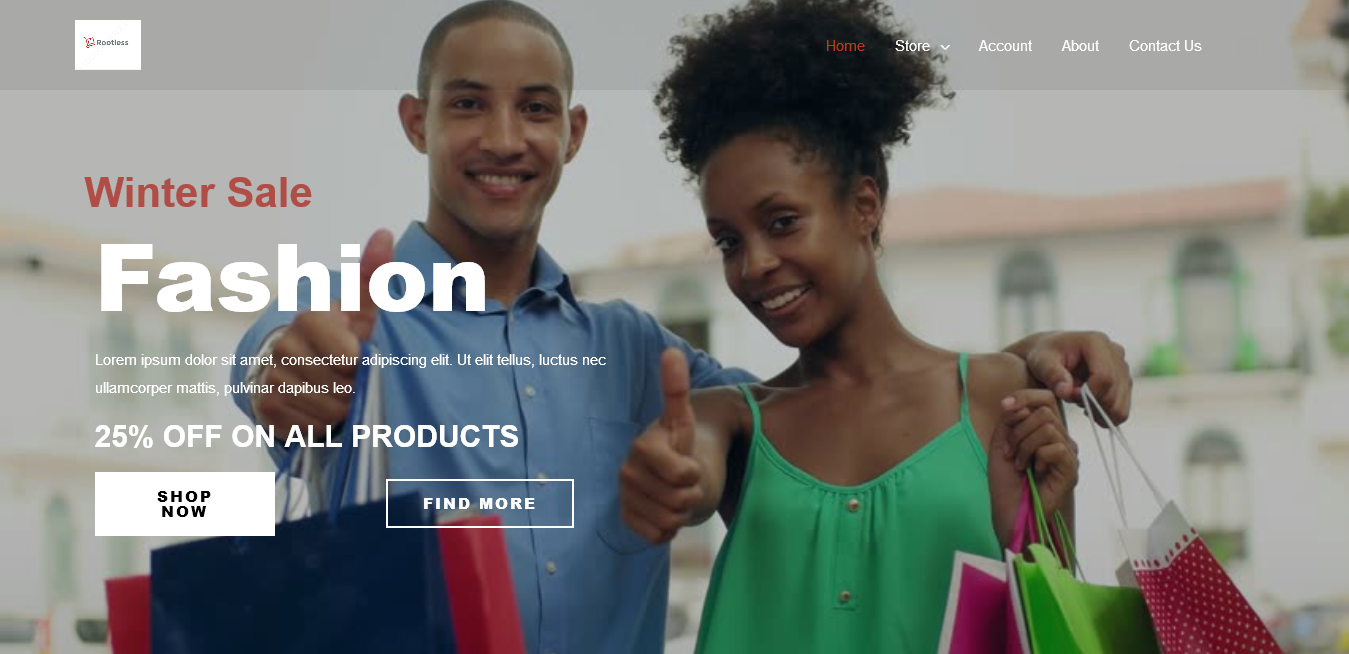 Rootless
Home Store Account About Contact Us
Winter Sale
Fashion
Lorem ipsum dolor sit amet, consectetur adipiscing elit. Ut elit tellus, luctus nec
ullamcorper mattis, pulvinar dapibus leo.
25% OFF ON ALL PRODUCTS
SHOP
NOW
FIND MORE